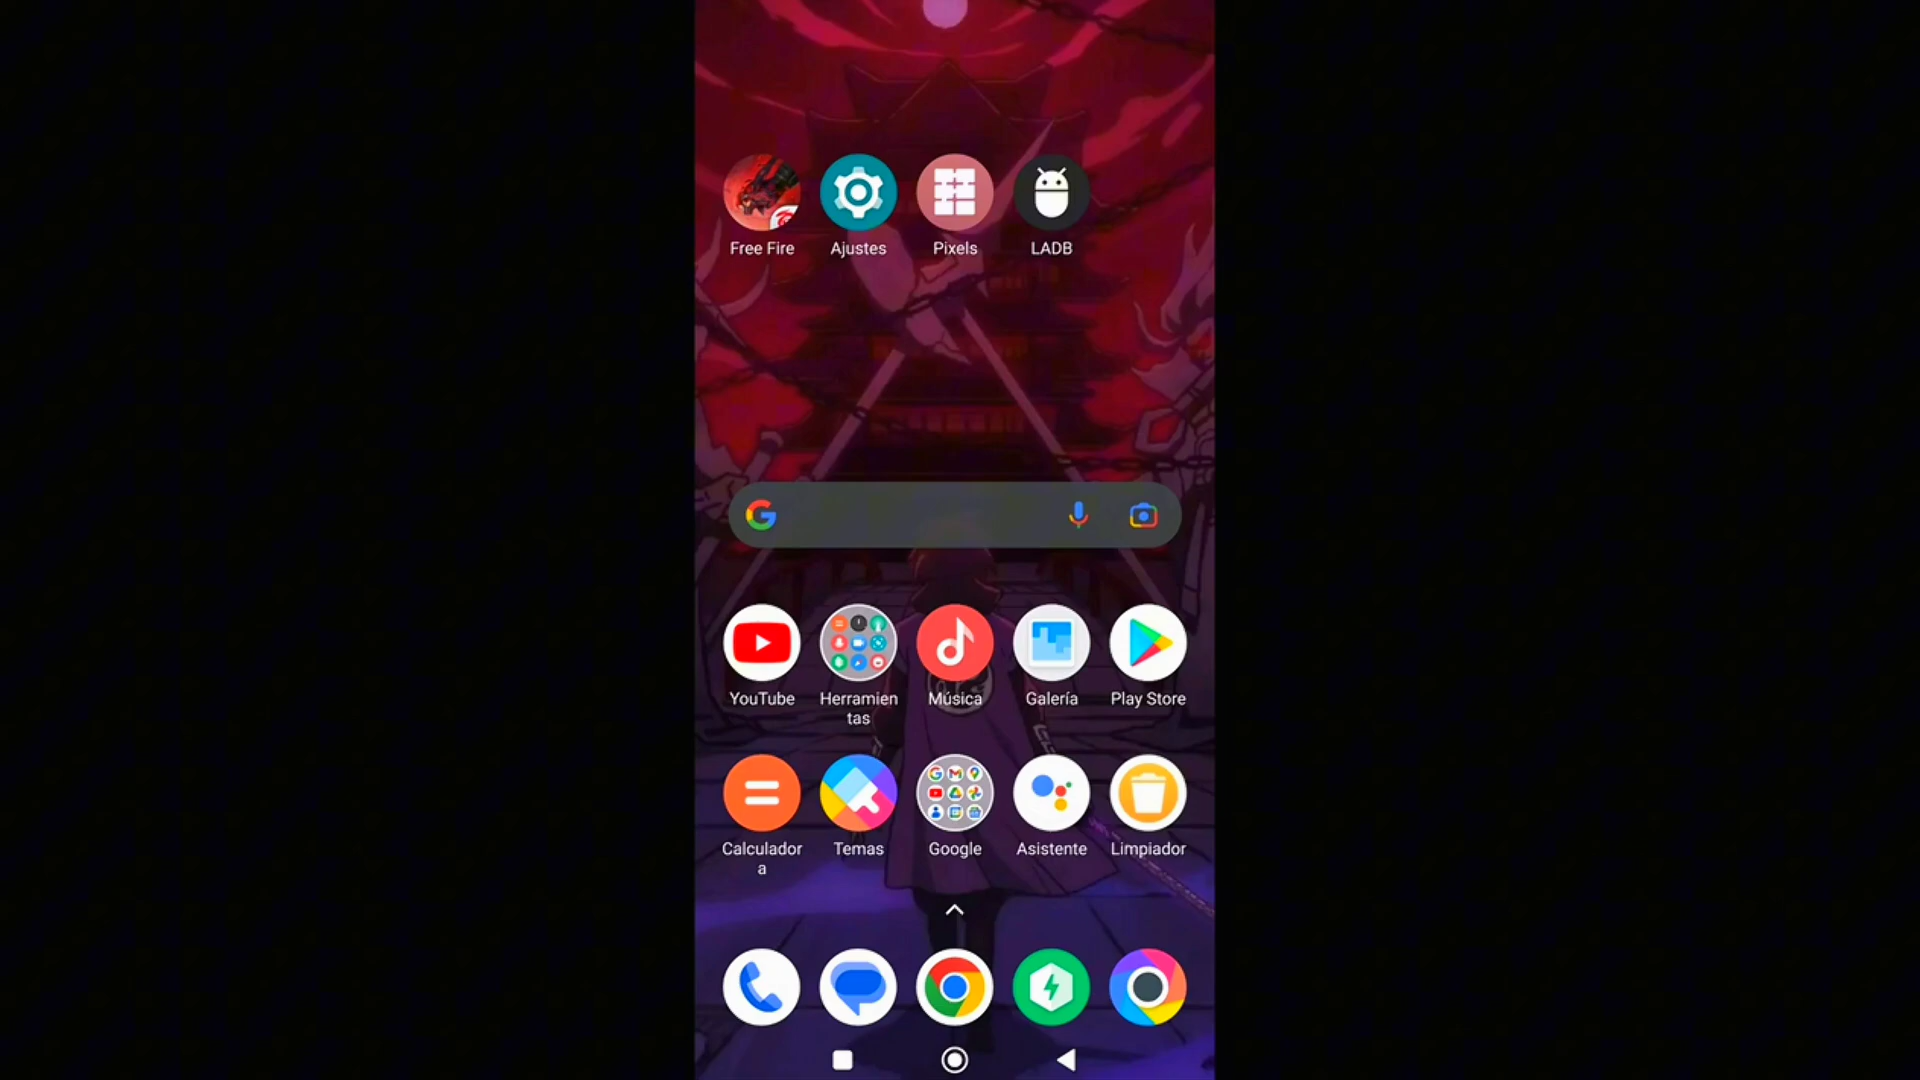 Free Fire
Ajustes
Pixels
LADB
YouTube
Herramien
tas
Música
Galería
Play Store
Calculador
a
Temas
Google
Asistente
Limpiador